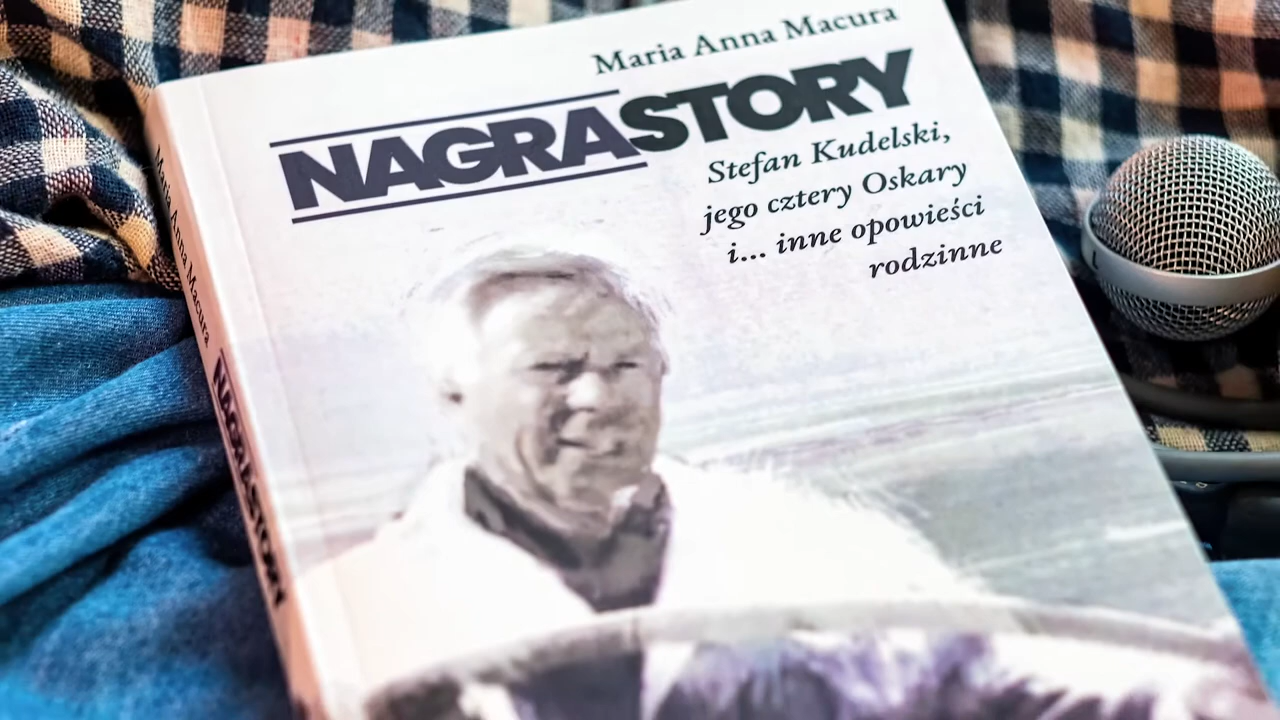 Maria Anna Macura
NAGRASTORY
Stefan Kudelski,
jego cztery Oskary
i... inne opowieści
rodzinne
Maria Anna Macura
NAGRASTORY